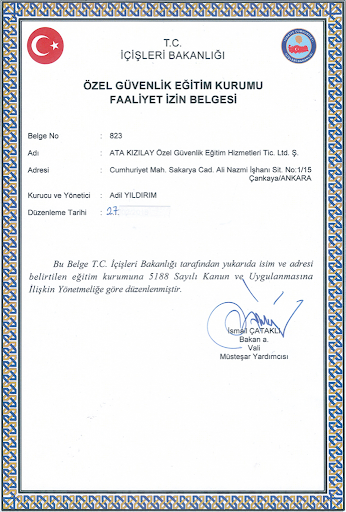 T.C.
İÇİŞLERİ BAKANLIĞI
ÖZEL GÜVENLİK EĞİTİM KURUMU
FAALİYET İZİN BELGESİ
Belge No : 823
Adı : ATA KIZILAY Özel Güvenlik Eğitim Hizmetleri Tic. Ltd. Ş.
Adresi : Cumhuriyet Mah. Sakarya Cad. Ali Nazmi İşhanı Sit. No:1/15
Çankaya/ANKARA
Kurucu ve Yönetici : Adil YILDIRIM
Düzenleme Tarihi : 27.
Bu Belge T.C. İçişleri Bakanlığı tarafından yukarıda isim ve adresi
belirtilen eğitim kurumuna 5188 Sayılı Kanun ve Uygulanmasına
İlişkin Yönetmeliğe göre düzenlenmiştir.
İsmail ÇATAKLI
Bakan a.
Vali
Müsteşar Yardımcısı